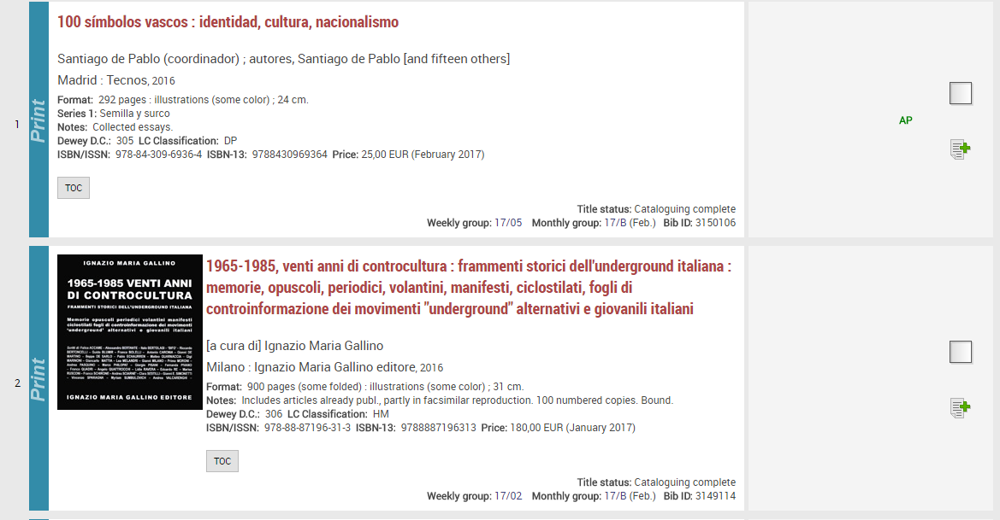 1
Print
100 símbolos vascos : identidad, cultura, nacionalismo
Santiago de Pablo (coordinador) ; autores, Santiago de Pablo [and fifteen others]
Madrid : Tecnos, 2016
Format: 292 pages : illustrations (some color) ; 24 cm.
Series 1: Semilla y surco
Notes: Collected essays.
Dewey D.C.: 305 LC Classification: DP
ISBN/ISSN: 978-84-309-6936-4 ISBN-13: 9788430969364 Price: 25,00 EUR (February 2017)
TOC
Title status: Cataloguing complete
Weekly group: 17/05 Monthly group: 17/B (Feb.) Bib ID: 3150106
AP
2
Print
IGNAZIO MARIA GALLINO
1965-1985 VENTI ANNI
DI CONTROCULTURA
FRAMMENTI STORICI DELL'UNDERGROUND ITALIANA
Memorie opuscoli periodici volantini manifesti
ciclostilati fogli di controinformazione dei movimenti
'underground' alternativi e giovanili italiani
IGNAZIO MARIA GALLINO EDITORE
1965-1985, venti anni di controcultura : frammenti storici dell'underground italiana :
memorie, opuscoli, periodici, volantini, manifesti, ciclostilati, fogli di
controinformazione dei movimenti "underground" alternativi e giovanili italiani
[a cura di] Ignazio Maria Gallino
Milano : Ignazio Maria Gallino editore, 2016
Format: 900 pages (some folded) : illustrations (some color) ; 31 cm.
Notes: Includes articles already publ., partly in facsimilar reproduction. 100 numbered copies. Bound.
Dewey D.C.: 306 LC Classification: HM
ISBN/ISSN: 978-88-87196-31-3 ISBN-13: 9788887196313 Price: 180,00 EUR (January 2017)
TOC
Title status: Cataloguing complete
Weekly group: 17/02 Monthly group: 17/B (Feb.) Bib ID: 3149114